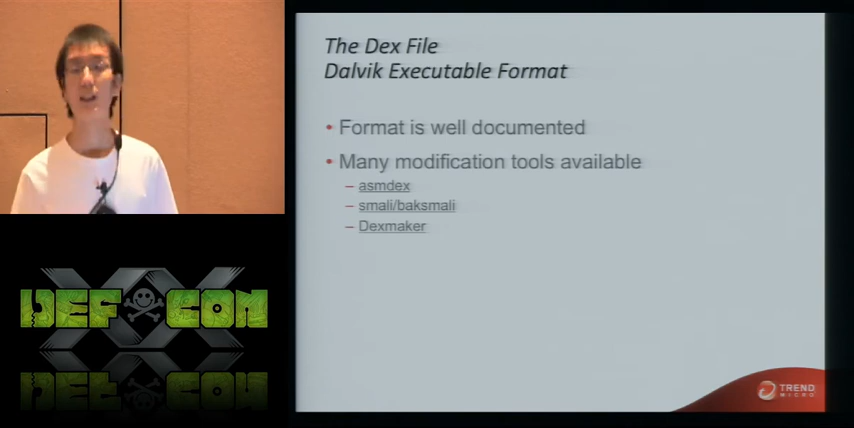 The Dex File
Dalvik Executable Format
• Format is well documented
• Many modification tools available
– asmdex
– smali/baksmali
– Dexmaker
DEF CON
XX
TREND
MICRO